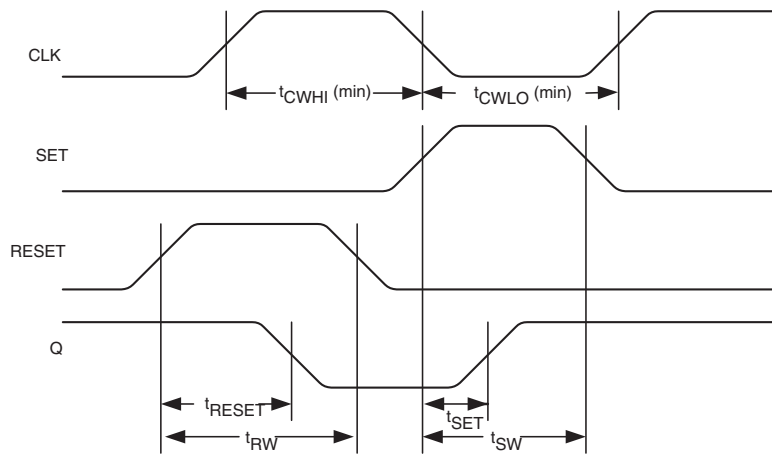 CLK
tCWHI (min)
tCWLO (min)
SET
RESET
Q
tRESET
tSET
tRW
tSW